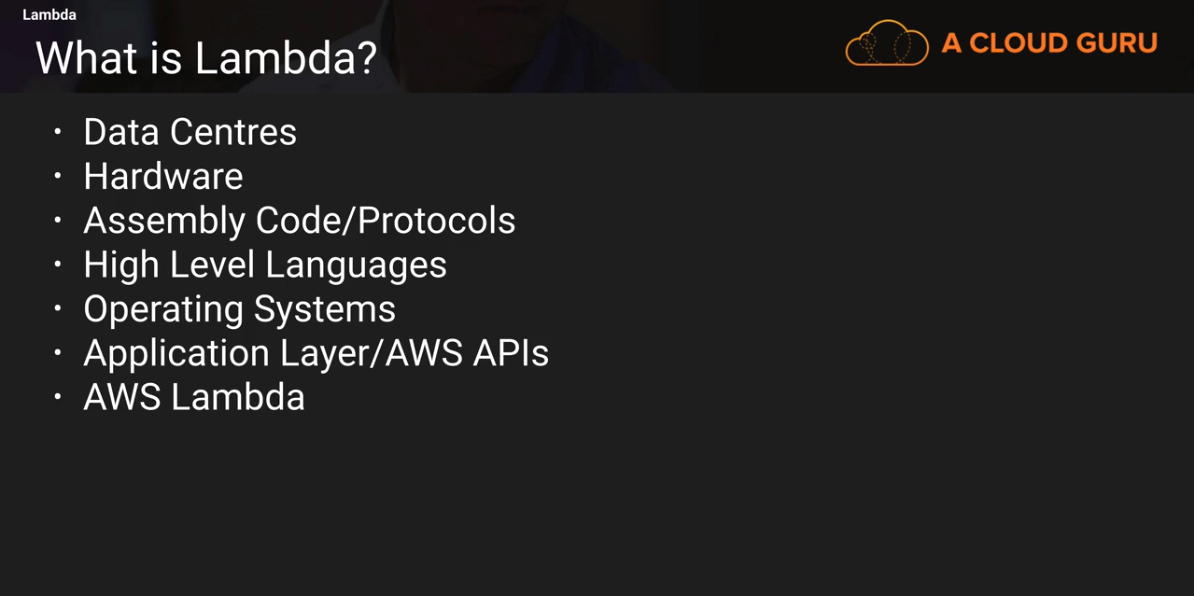 Lambda
What is Lambda?
A CLOUD GURU
• Data Centres
• Hardware
• Assembly Code/Protocols
• High Level Languages
• Operating Systems
• Application Layer/AWS APIs
• AWS Lambda